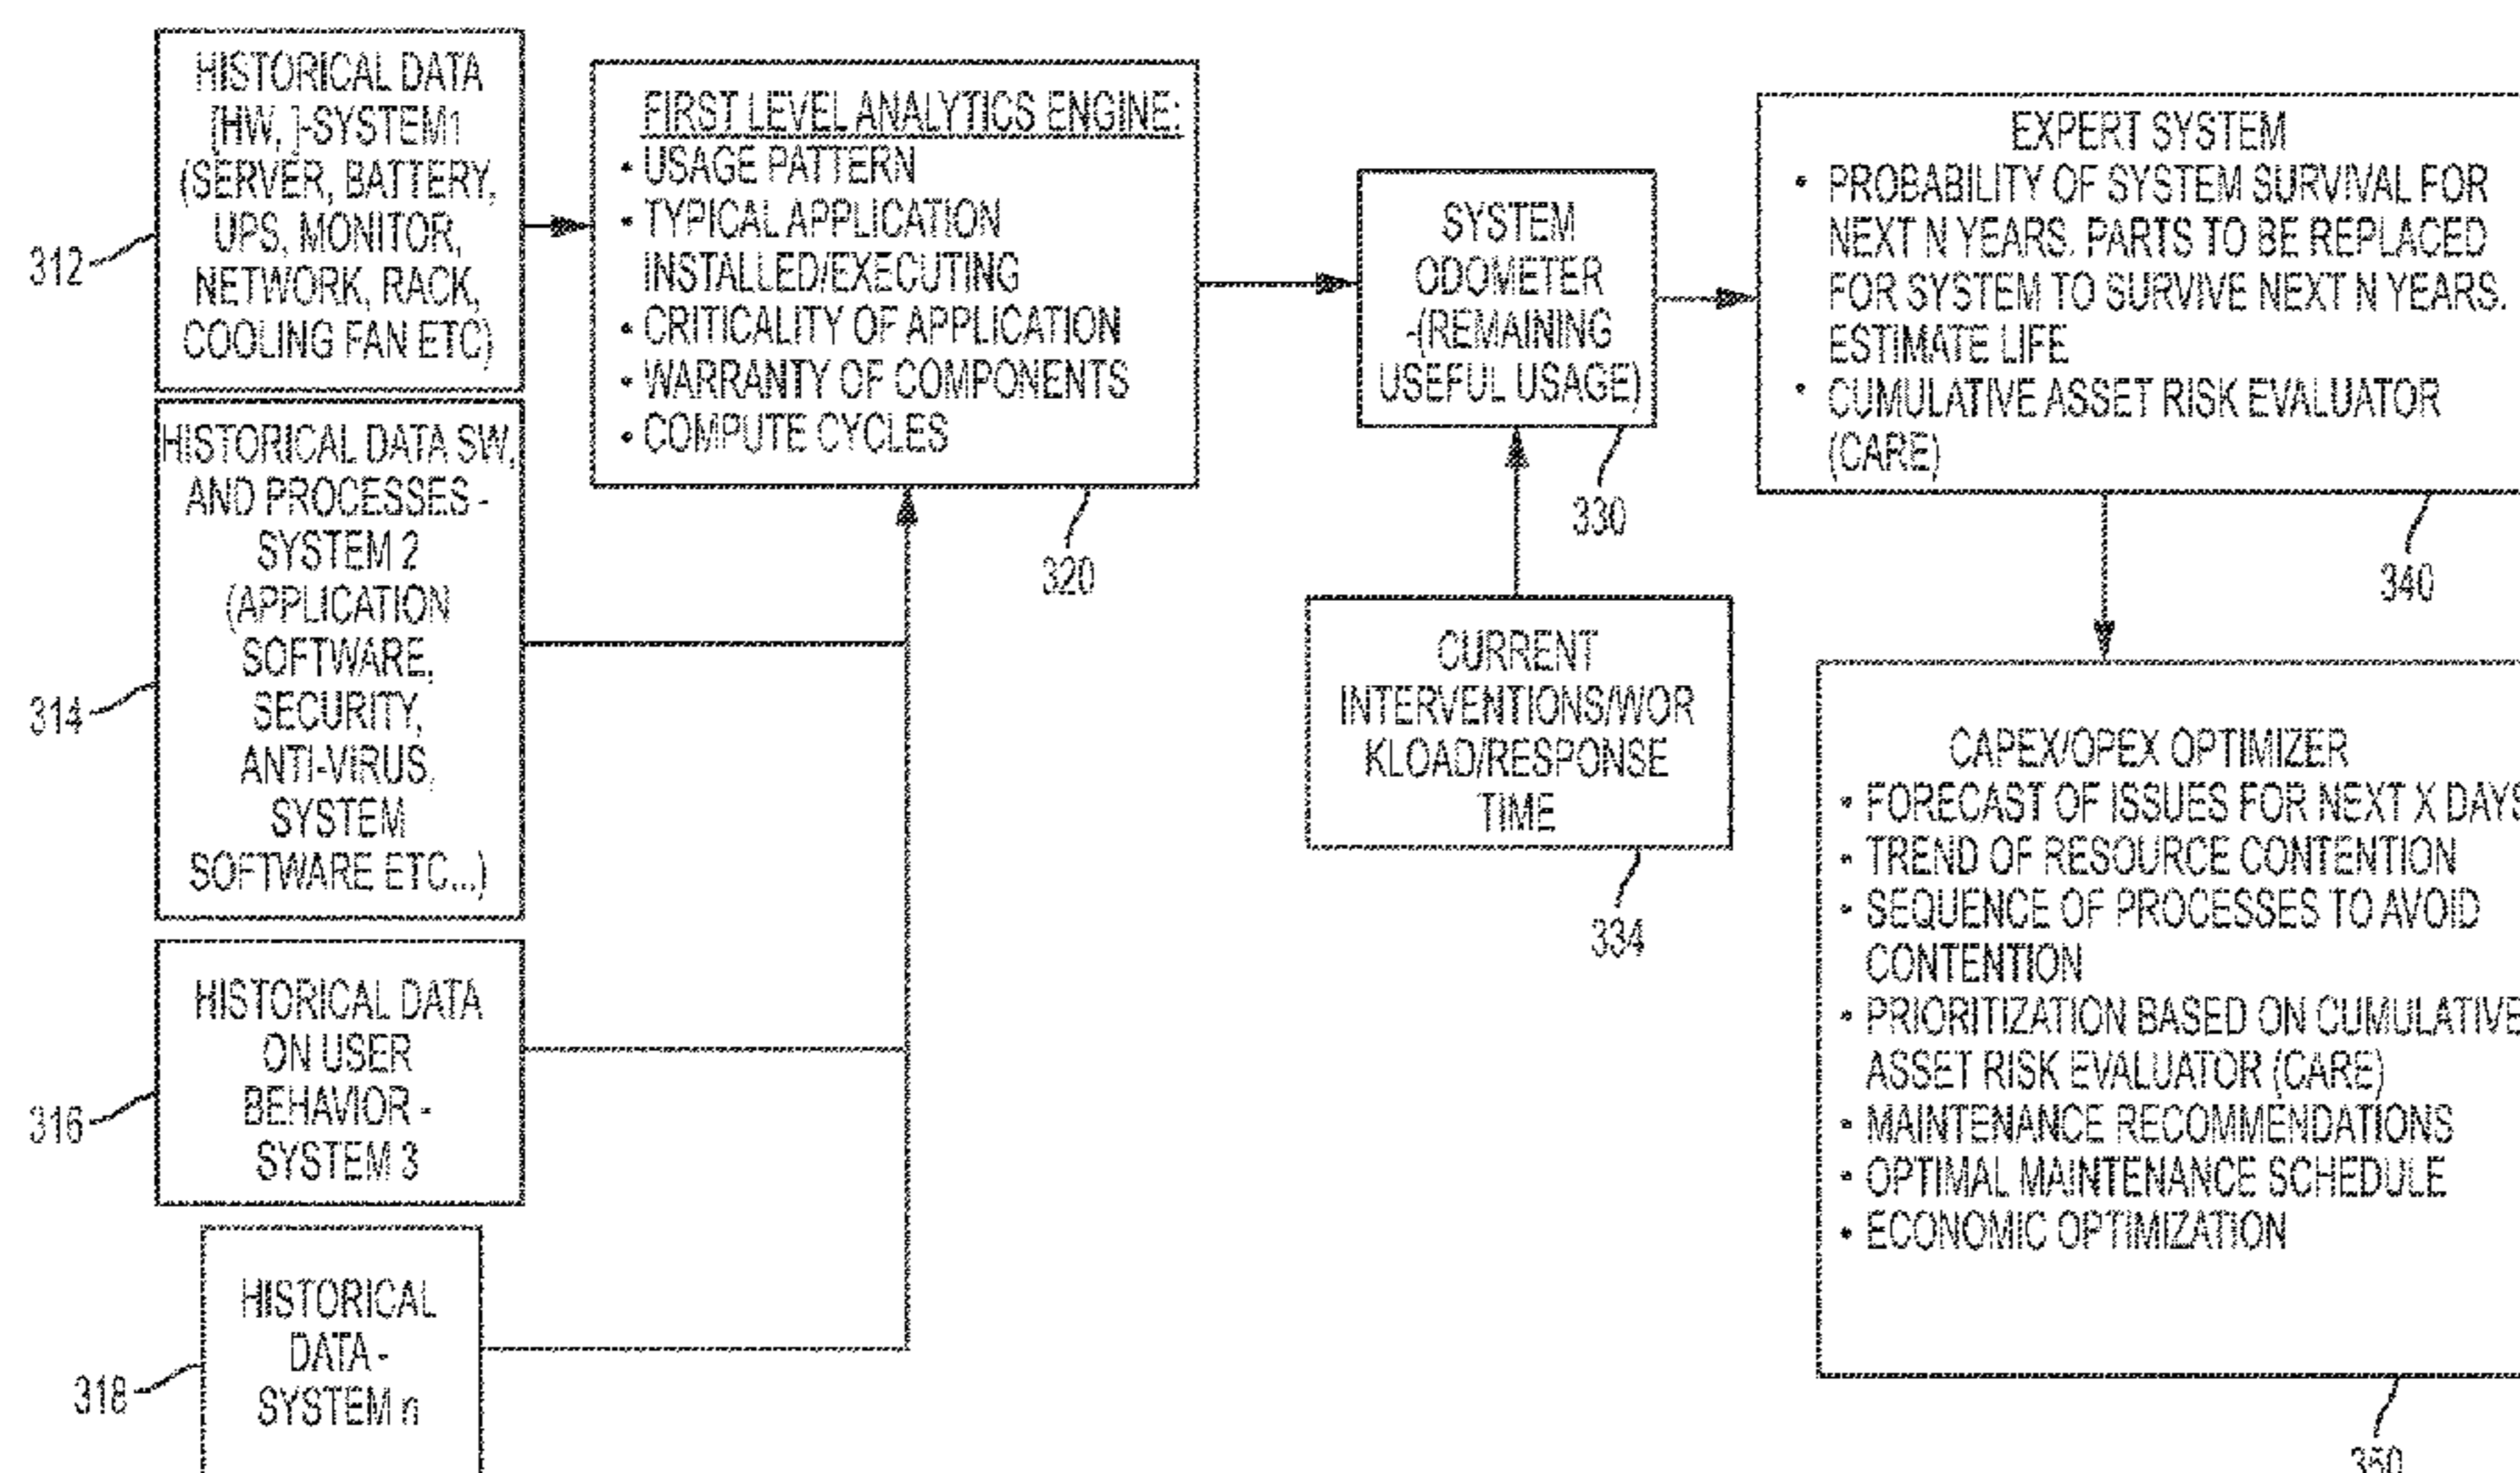 HISTORICAL DATA
[HW, ]-SYSTEM1
(SERVER, BATTERY,
UPS, MONITOR,
NETWORK, RACK,
COOLING FAN ETC)
312
HISTORICAL DATA SW,
AND PROCESSES -
SYSTEM 2
(APPLICATION
SOFTWARE,
SECURITY,
ANTI-VIRUS,
SYSTEM
SOFTWARE ETC...)
314
HISTORICAL DATA
ON USER
BEHAVIOR -
SYSTEM 3
316
HISTORICAL
DATA -
SYSTEM n
318
FIRST LEVEL ANALYTICS ENGINE:
• USAGE PATTERN
• TYPICAL APPLICATION
INSTALLED/EXECUTING
• CRITICALITY OF APPLICATION
• WARRANTY OF COMPONENTS
• COMPUTE CYCLES
320
SYSTEM
ODOMETER
-(REMAINING
USEFUL USAGE)
330
CURRENT
INTERVENTIONS/WOR
KLOAD/RESPONSE
TIME
334
EXPERT SYSTEM
• PROBABILITY OF SYSTEM SURVIVAL FOR
NEXT N YEARS. PARTS TO BE REPLACED
FOR SYSTEM TO SURVIVE NEXT N YEARS.
ESTIMATE LIFE
• CUMULATIVE ASSET RISK EVALUATOR
(CARE)
340
CAPEX/OPEX OPTIMIZER
• FORECAST OF ISSUES FOR NEXT X DAYS
• TREND OF RESOURCE CONTENTION
• SEQUENCE OF PROCESSES TO AVOID
CONTENTION
• PRIORITIZATION BASED ON CUMULATIVE
ASSET RISK EVALUATOR (CARE)
• MAINTENANCE RECOMMENDATIONS
• OPTIMAL MAINTENANCE SCHEDULE
• ECONOMIC OPTIMIZATION
350